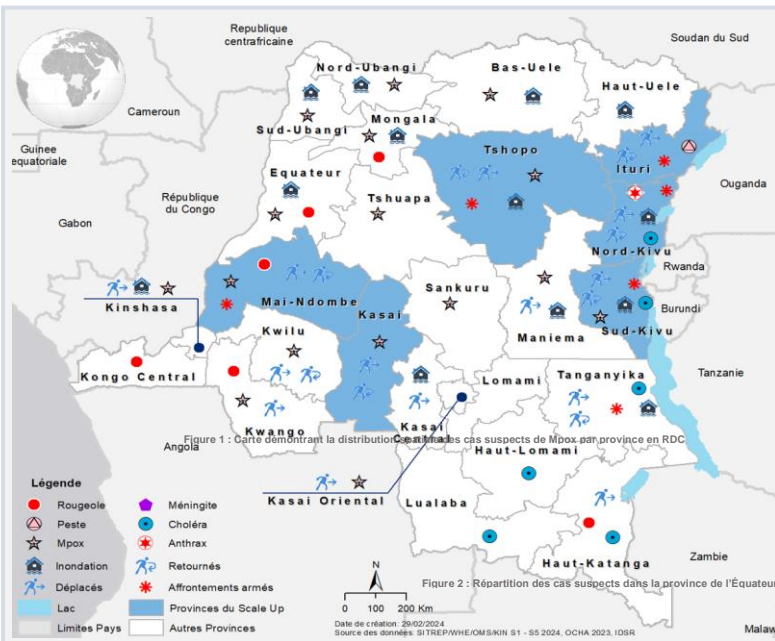 Republique
centrafricaine
Soudan du Sud
Nord-Ubangi
Bas-Uele
Haut-Uele
Cameroun
Sud-Ubangi
Mongala
Guinee
equatoriale
Tshopo
Ituri
Equateur
République
du Congo
Tshuapa
Ouganda
Gabon
Nord-Kivu
Rwanda
Sankuru
Mai-Ndombe
Kasai
Burundi
Kinshasa
Sud-Kivu
Kwilu
Maniema
Kongo Central
Lomami
Tanganyika
Tanzanie
Kwango
Kasai
Angola
Figure 1 : Carte démontrant la distribution des cas suspects de Mpox par province en RDC
Haut-Lomami
Légende
Kasai Oriental
Lualaba
Rougeole
Méningite
Peste
Choléra
Mpox
Anthrax
Haut-Katanga
Zambie
Inondation
Retournés
N
Figure 2 : Répartition des cas suspects dans la province de l'Équateur
Déplacés
Affrontements armés
0 100 200 Km
Lac
Provinces du Scale Up
Date de création: 29/02/2024
Limites Pays
Autres Provinces
Source des données: SITREP/WHE/OMS/KIN S1 - S5 2024, OCHA 2023, IDSR
Malaw